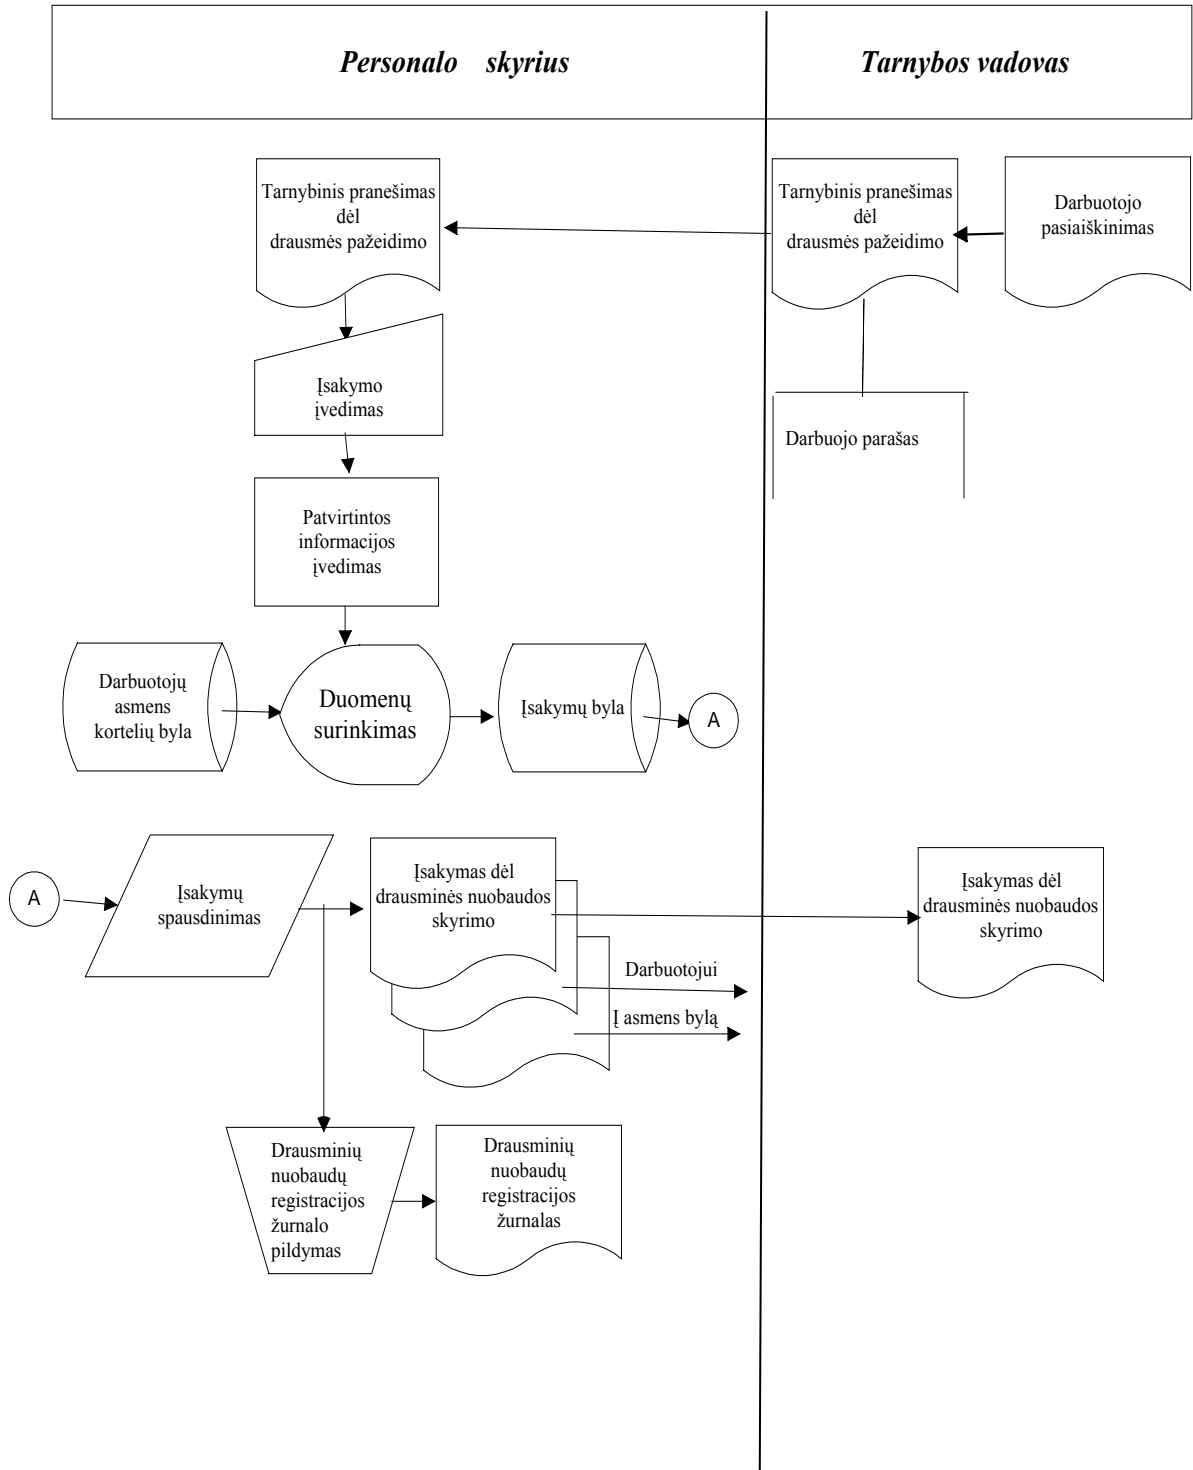 Personalo skyrius
Tarnybos vadovas
Tarnybinis pranešimas
dėl
drausmės pažeidimo
Tarnybinis pranešimas
dėl
drausmės pažeidimo
Darbuotojo
pasiaiškinimas
Įsakymo
įvedimas
Darbuojo parašas
Patvirtintos
informacijos
įvedimas
Darbuotojų
asmens
kortelių byla
Duomenų
surinkimas
Įsakymų byla
A
A
Įsakymų
spausdinimas
Įsakymas dėl
drausminės nuobaudos
skyrimo
Įsakymas dėl
drausminės nuobaudos
skyrimo
Darbuotojui
Į asmens bylą
Drausminių
nuobaudų
registracijos
žurnalo
pildymas
Drausminių
nuobaudų
registracijos
žurnalas